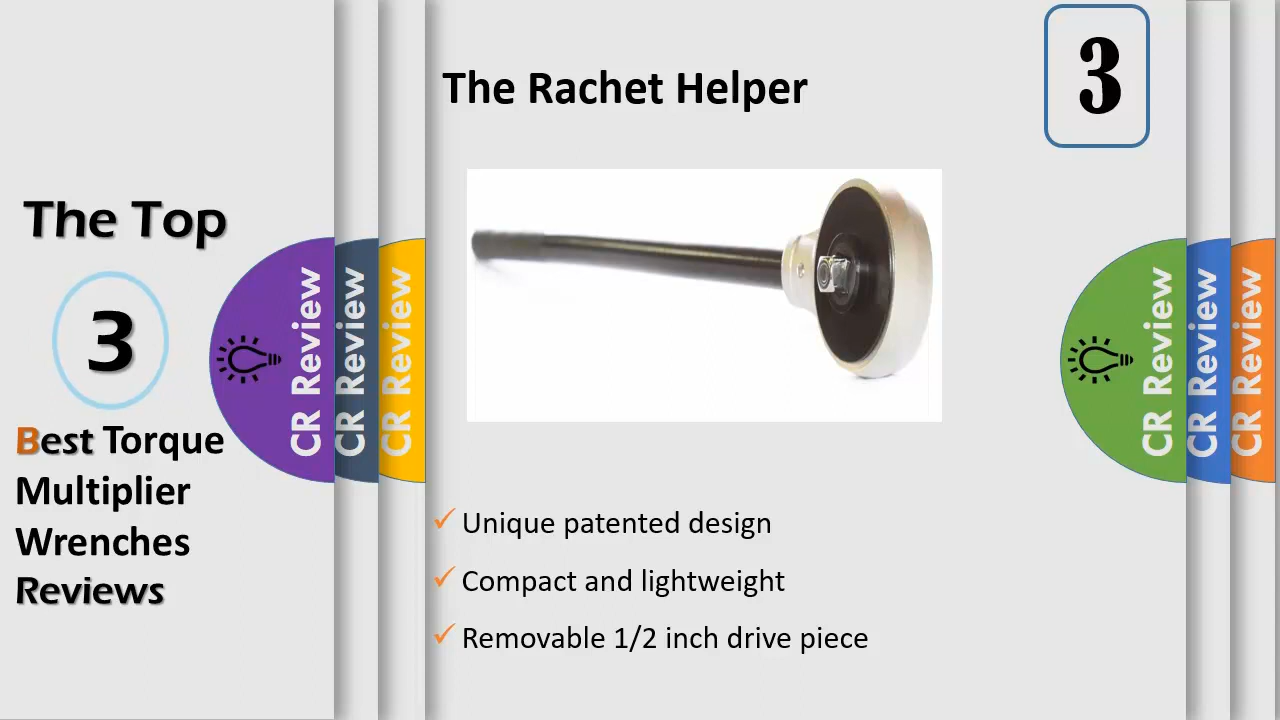 The Rachet Helper
3
The Top
3
Best Torque
Multiplier
Wrenches
Reviews
CR Review
CR Review
CR Review
Unique patented design
Compact and lightweight
Removable 1/2 inch drive piece
CR Review
CR Review
CR Review